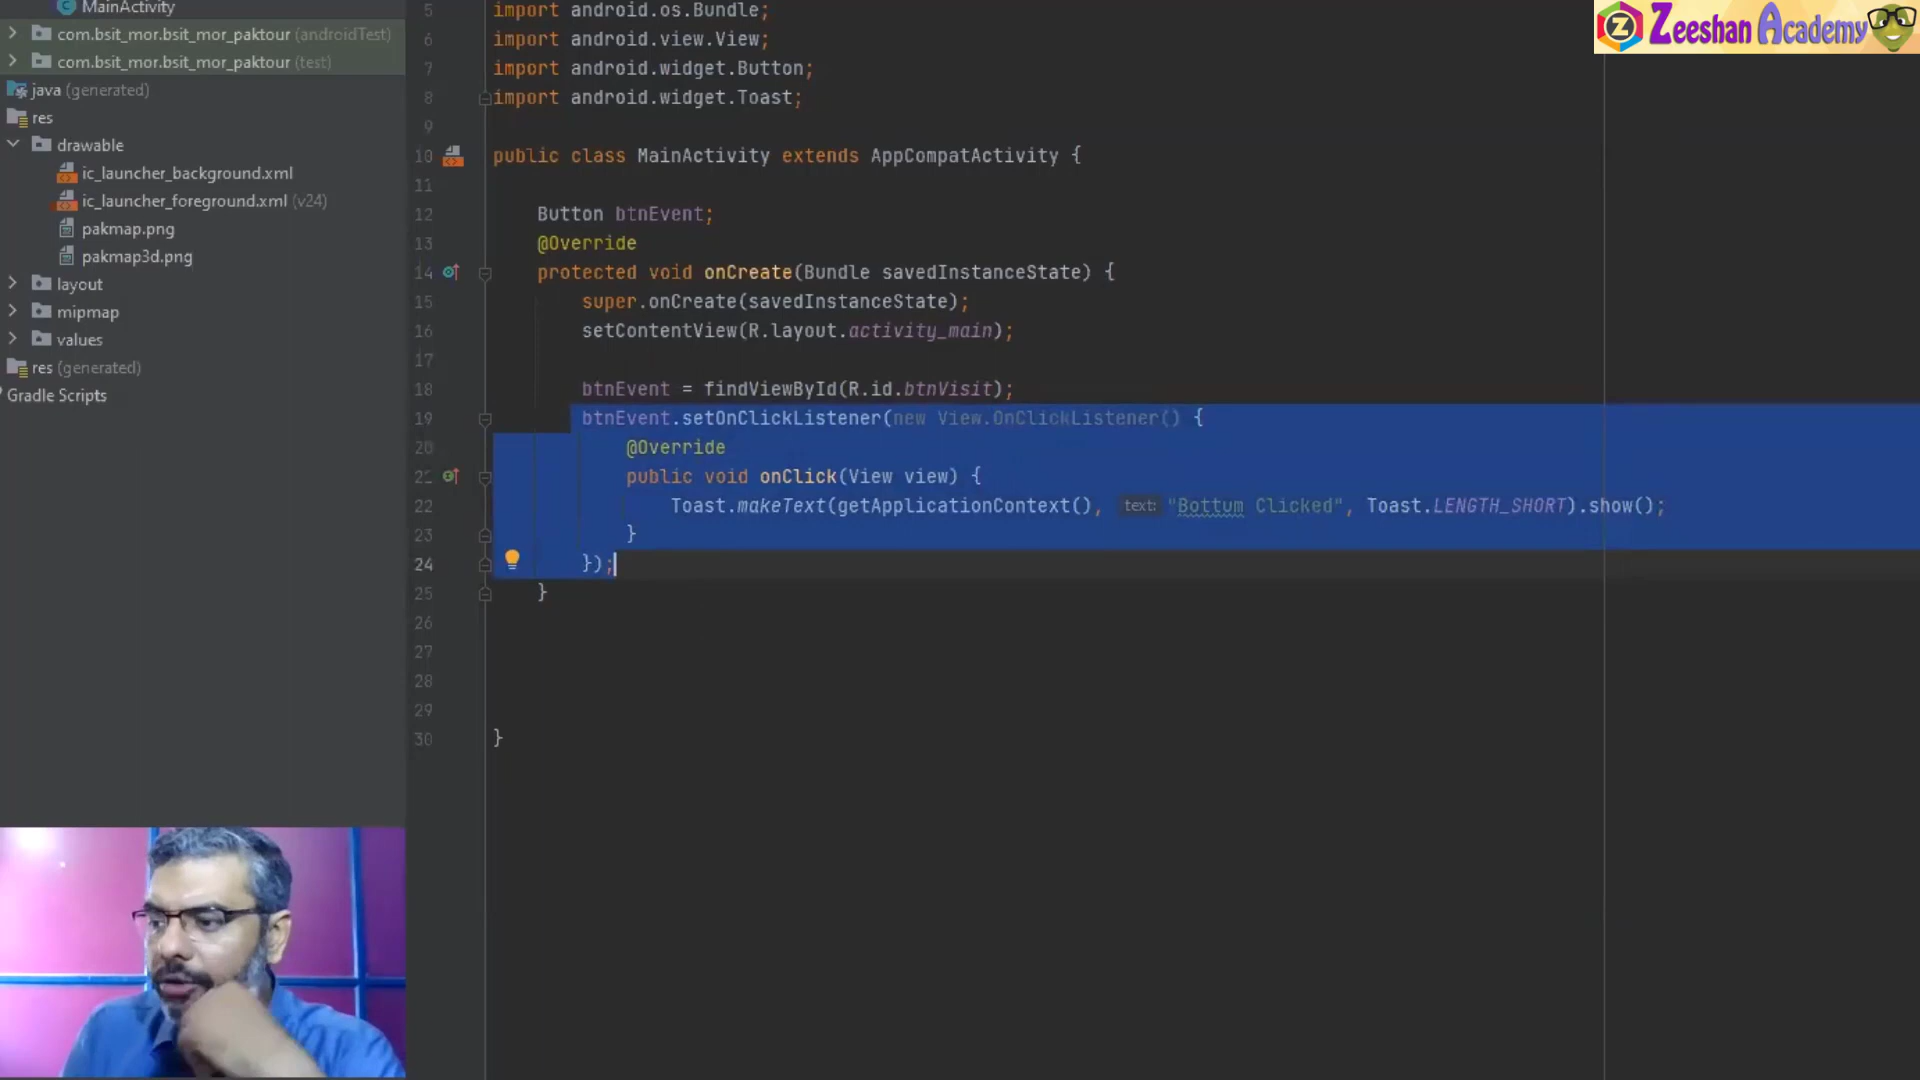 MainActivity
com.bsit_mor.bsit_mor_paktour (androidTest)
com.bsit_mor.bsit_mor_paktour (test)
java (generated)
res
drawable
ic_launcher_background.xml
ic_launcher_foreground.xml (v24)
pakmap.png
pakmap3d.png
layout
mipmap
values
res (generated)
Gradle Scripts
5 import android.os.Bundle;
6 import android.view.View;
7 import android.widget.Button;
8 import android.widget.Toast;
9
10 public class MainActivity extends AppCompatActivity {
11
12 Button btnEvent;
13 @Override
14 protected void onCreate(Bundle savedInstanceState) {
15 super.onCreate(savedInstanceState);
16 setContentView(R.layout.activity_main);
17
18 btnEvent = findViewById(R.id.btnVisit);
19 btnEvent.setOnClickListener(new View.OnClickListener() {
20 @Override
21 public void onClick(View view) {
22 Toast.makeText(getApplicationContext(), text: "Bottum Clicked", Toast.LENGTH_SHORT).show();
23 }
24 });
25 }
26
27
28
29
30 }
Z Zeeshan Academy